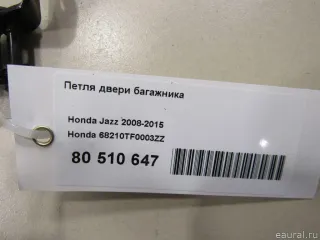 Петля двери багажника
Honda Jazz 2008-2015
Honda 68210TF0003ZZ
80 510 647
eaural.ru